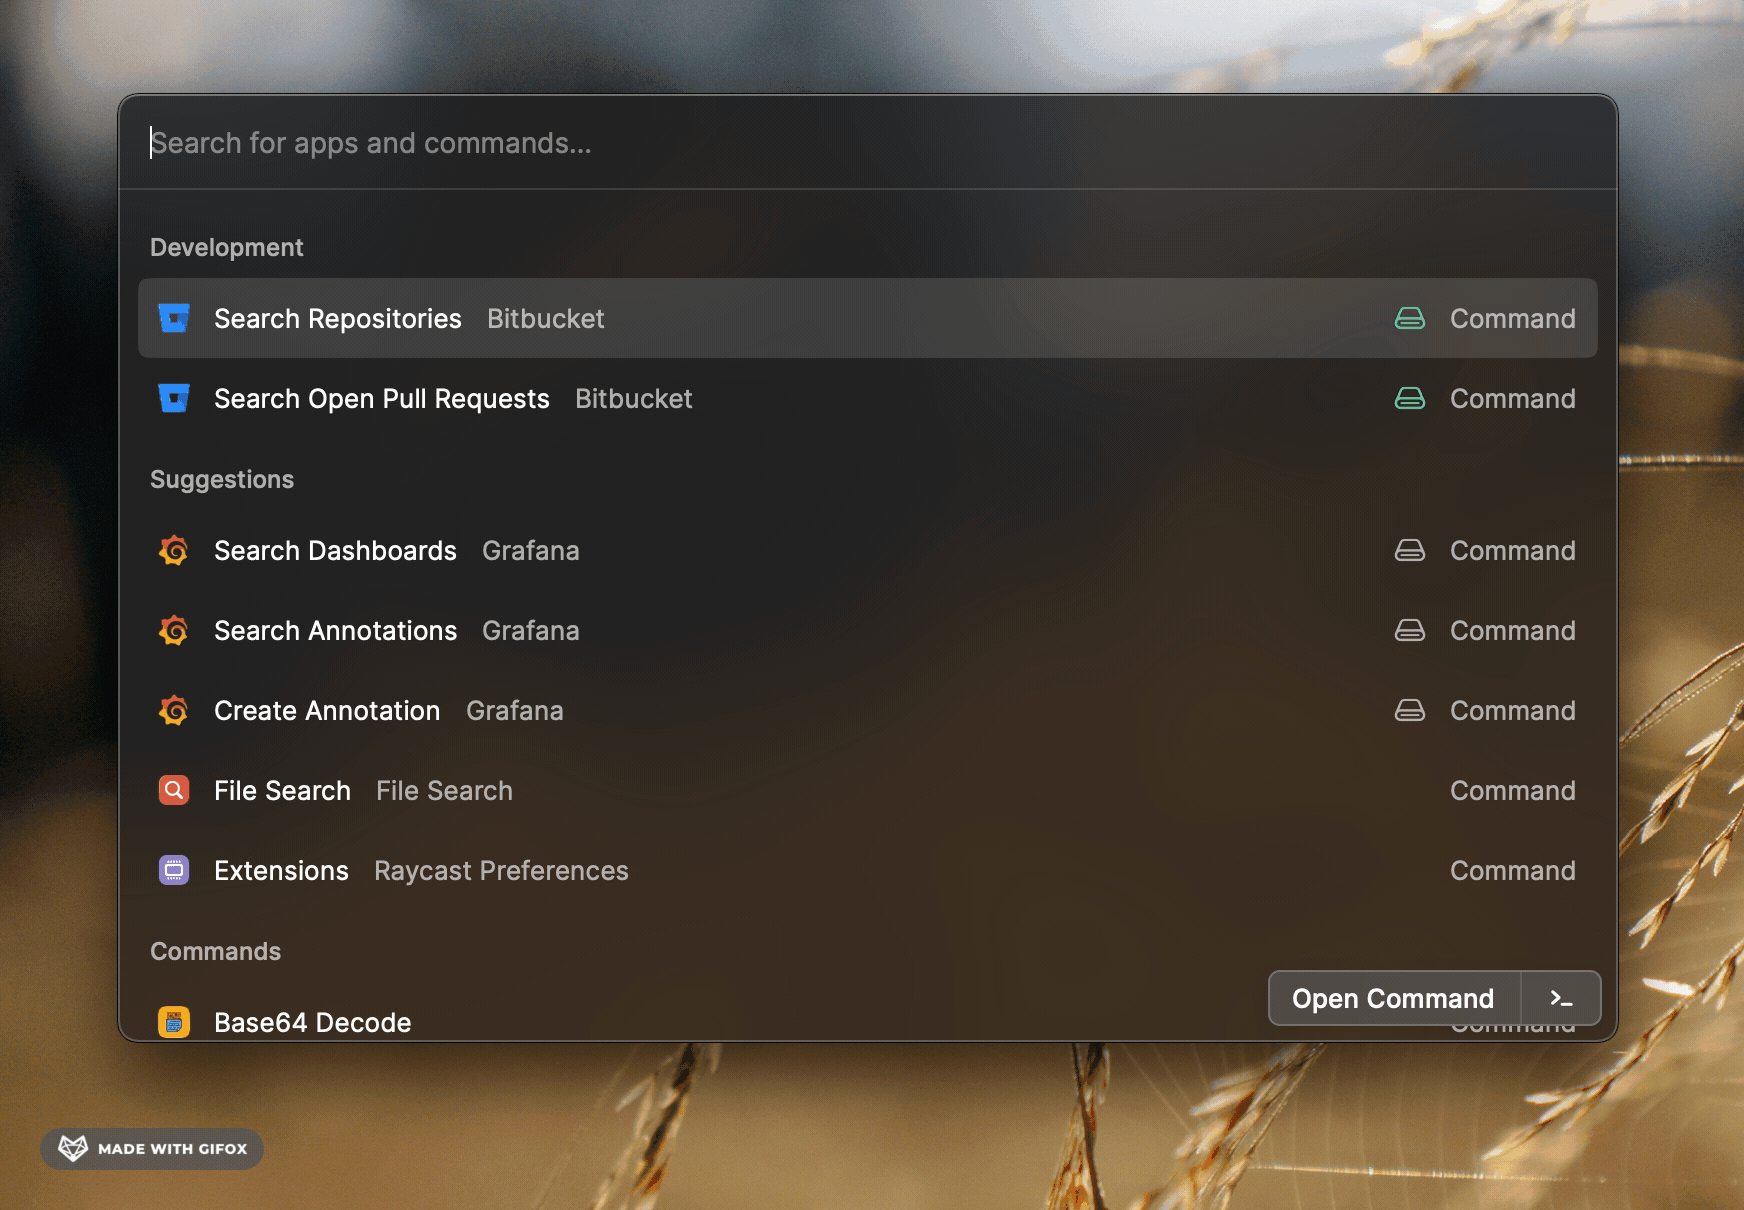 Search for apps and commands...
Development
Search Repositories Bitbucket Command
Search Open Pull Requests Bitbucket Command
Suggestions
Search Dashboards Grafana Command
Search Annotations Grafana Command
Create Annotation Grafana Command
File Search File Search Command
Extensions Raycast Preferences Command
Commands
Open Command >_
Base64 Decode Command
MADE WITH GIFOX